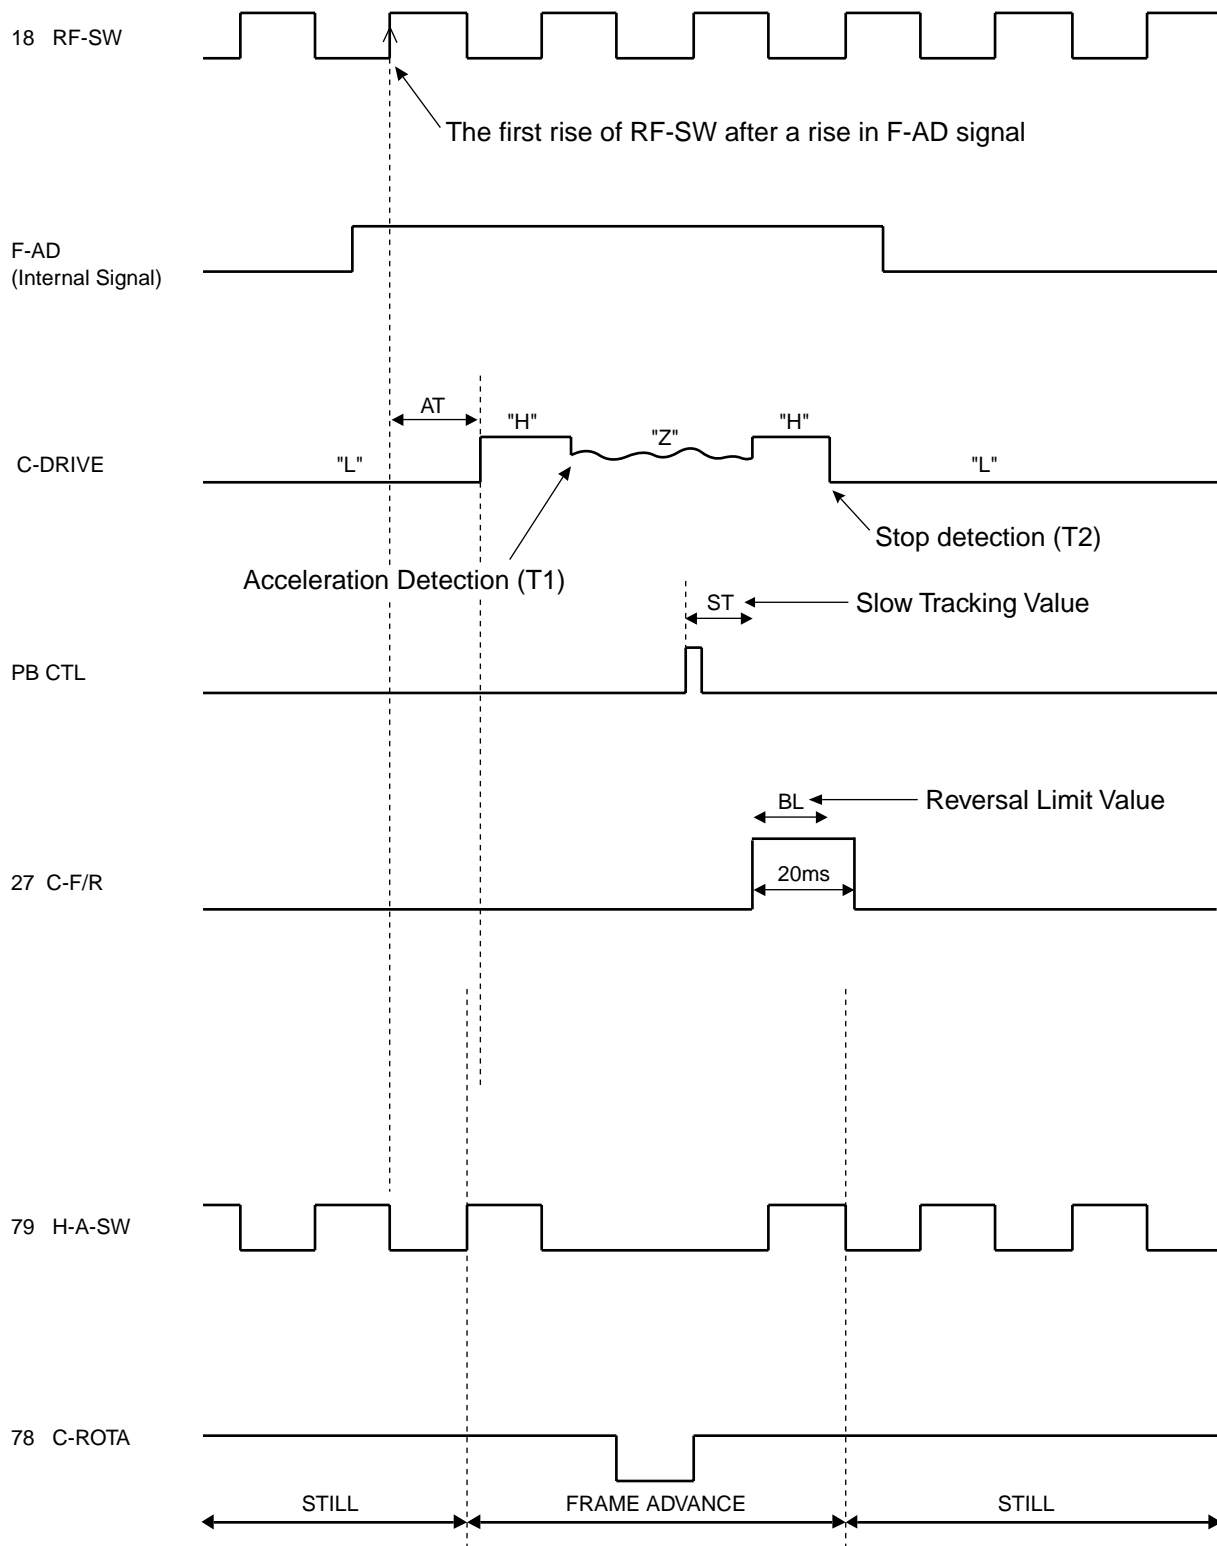 18 RF-SW
The first rise of RF-SW after a rise in F-AD signal
F-AD
(Internal Signal)
AT
"H"
"Z"
"H"
C-DRIVE
"L"
"L"
Stop detection (T2)
Acceleration Detection (T1)
ST
Slow Tracking Value
PB CTL
BL
Reversal Limit Value
27 C-F/R
20ms
79 H-A-SW
78 C-ROTA
STILL
FRAME ADVANCE
STILL